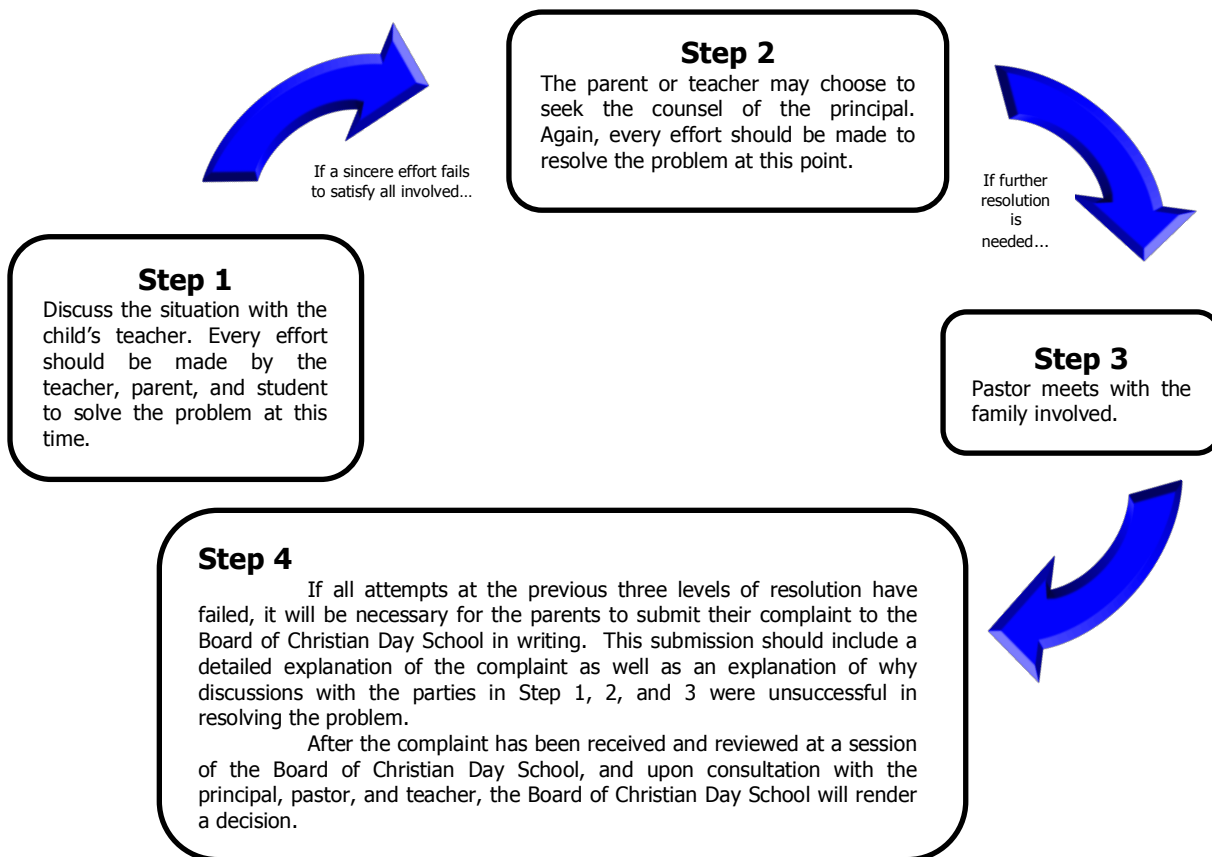 Step 1
Discuss the situation with the
child’s teacher. Every effort
should be made by the
teacher, parent, and student
to solve the problem at this
time.
If a sincere effort fails
to satisfy all involved…
Step 2
The parent or teacher may choose to
seek the counsel of the principal.
Again, every effort should be made to
resolve the problem at this point.
If further
resolution
is
needed…
Step 3
Pastor meets with the
family involved.
Step 4
If all attempts at the previous three levels of resolution have
failed, it will be necessary for the parents to submit their complaint to the
Board of Christian Day School in writing.  This submission should include a
detailed explanation of the complaint as well as an explanation of why
discussions with the parties in Step 1, 2, and 3 were unsuccessful in
resolving the problem.
After the complaint has been received and reviewed at a session
of the Board of Christian Day School, and upon consultation with the
principal, pastor, and teacher, the Board of Christian Day School will render
a decision.